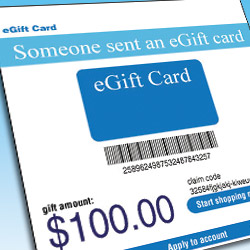 eGift Card
Someone sent an eGift card
eGift Card
gift amount:
$100.00
claim code
Start shopping
Apply to account